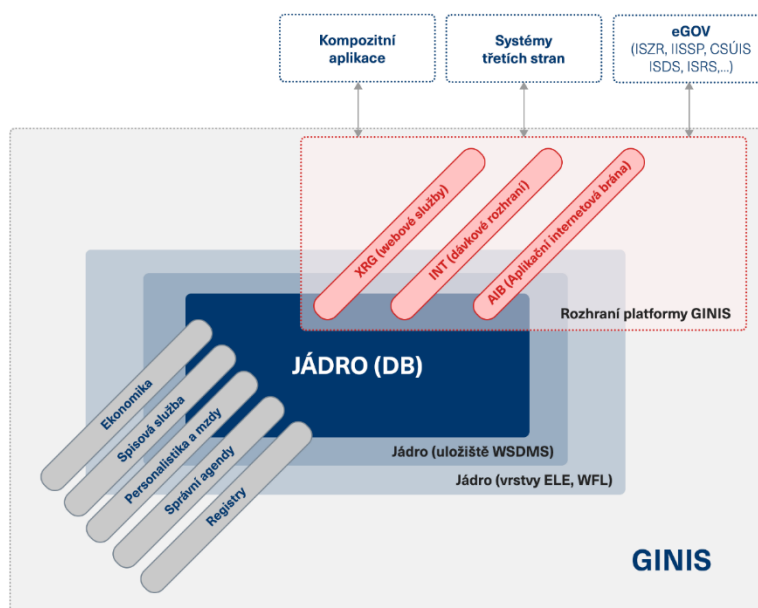 Kompozitní
aplikace
Systémy
třetích stran
eGOV
(ISZR, IISSP, CSÚIS
ISDS, ISRS,...)
XRG (webové služby)
INT (dávkové rozhraní)
AIB (Aplikační internetová brána)
Rozhraní platformy GINIS
JÁDRO (DB)
Ekonomika
Spisová služba
Personalistika a mzdy
Správní agendy
Registry
Jádro (uložiště WSDMS)
Jádro (vrstvy ELE, WFL)
GINIS